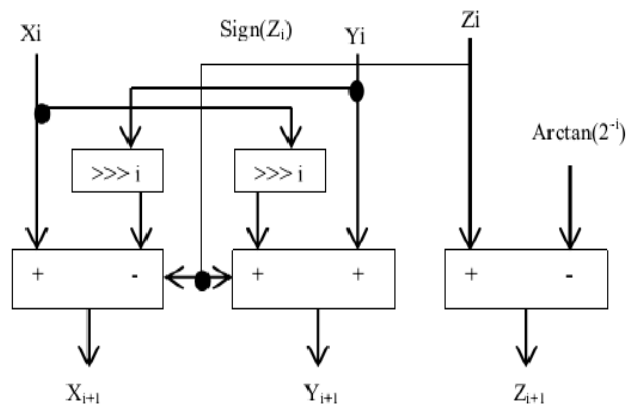 Xi Sign(Zᵢ) Yi Zi
Arctan(2⁻ⁱ)
>>> i >>> i
+ - + + + -
Xᵢ₊₁ Yᵢ₊₁ Zᵢ₊₁